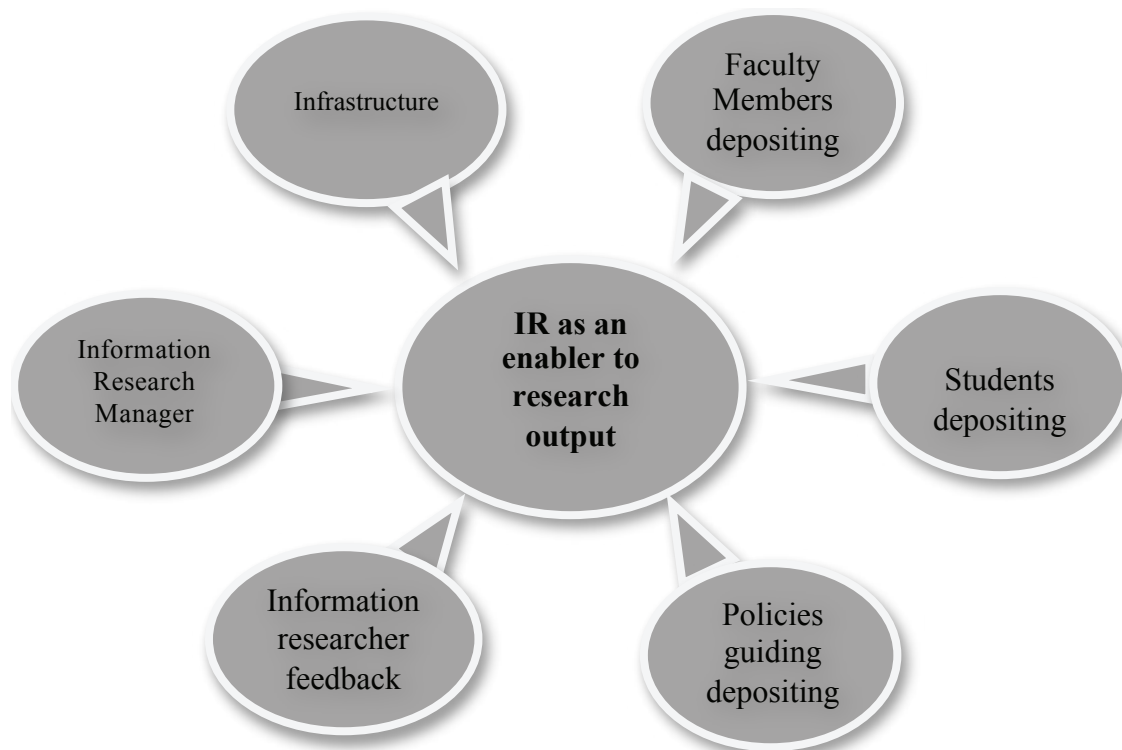 Infrastructure
Faculty
Members
depositing
IR as an
enabler to
research
output
Information
Research
Manager
Students
depositing
Information
researcher
feedback
Policies
guiding
depositing